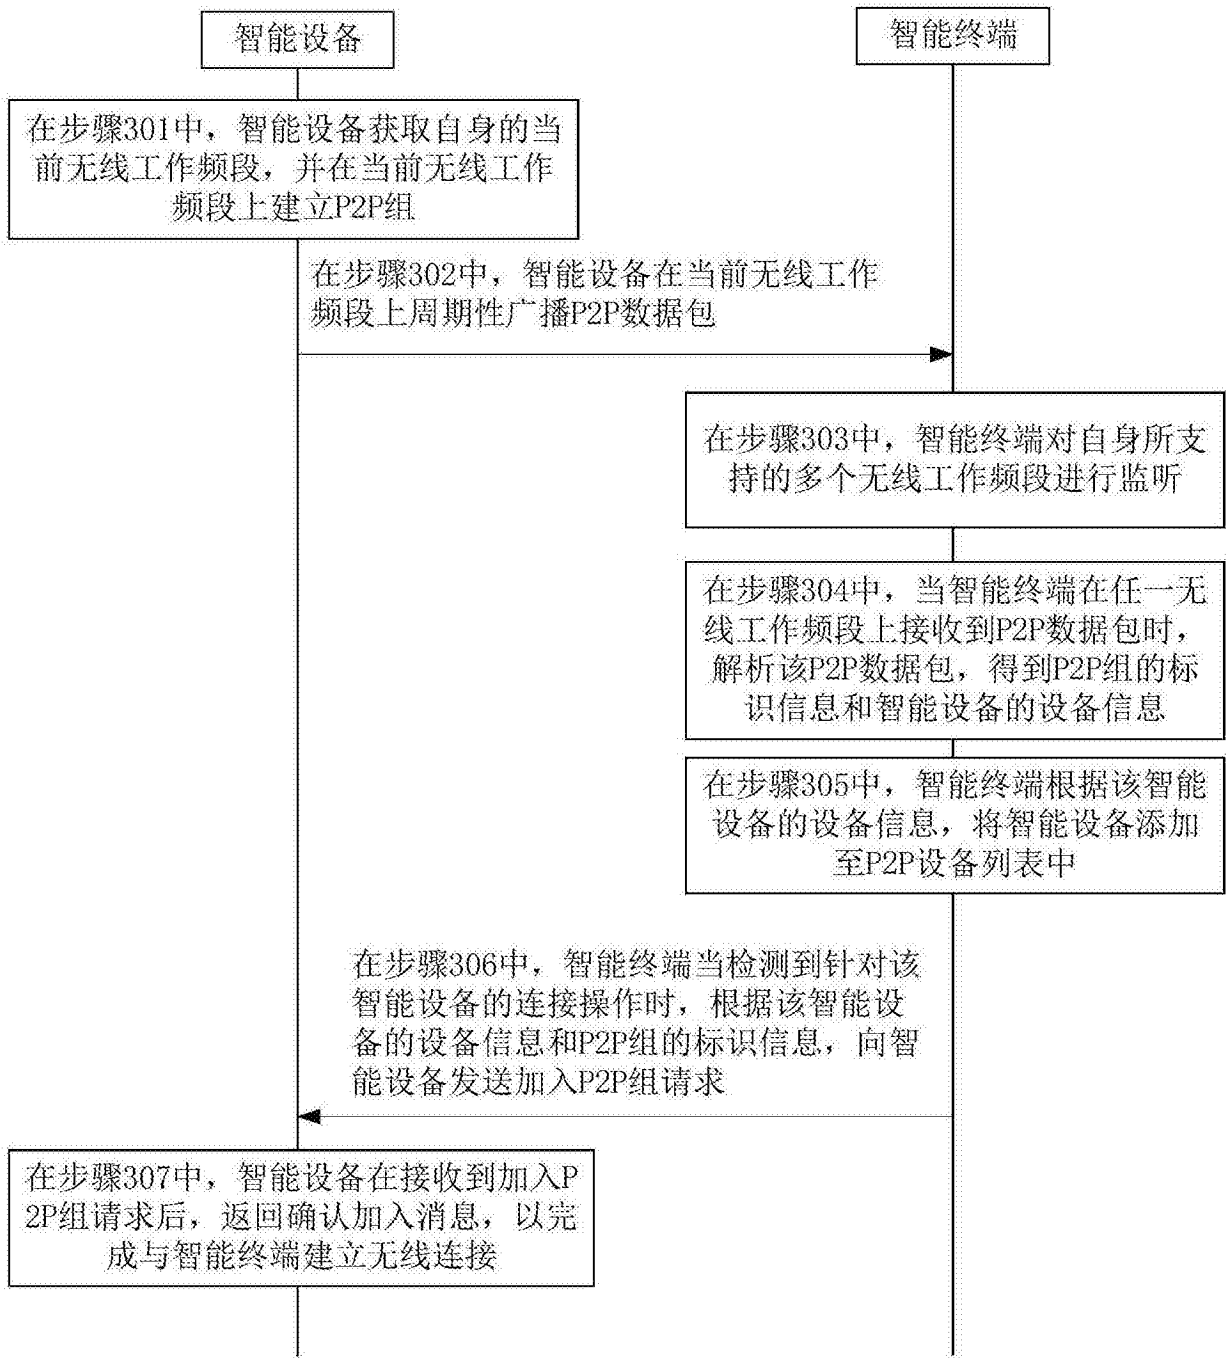 智能设备
智能终端
在步骤301中，智能设备获取自身的当
前无线工作频段，并在当前无线工作
频段上建立P2P组
在步骤302中，智能设备在当前无线工作
频段上周期性广播P2P数据包
在步骤303中，智能终端对自身所支
持的多个无线工作频段进行监听
在步骤304中，当智能终端在任一无
线工作频段上接收到P2P数据包时，
解析该P2P数据包，得到P2P组的标
识信息和智能设备的设备信息
在步骤305中，智能终端根据该智能
设备的设备信息，将智能设备添加
至P2P设备列表中
在步骤306中，智能终端当检测到针对该
智能设备的连接操作时，根据该智能设
备的设备信息和P2P组的标识信息，向智
能设备发送加入P2P组请求
在步骤307中，智能设备在接收到加入P
2P组请求后，返回确认加入消息，以完
成与智能终端建立无线连接